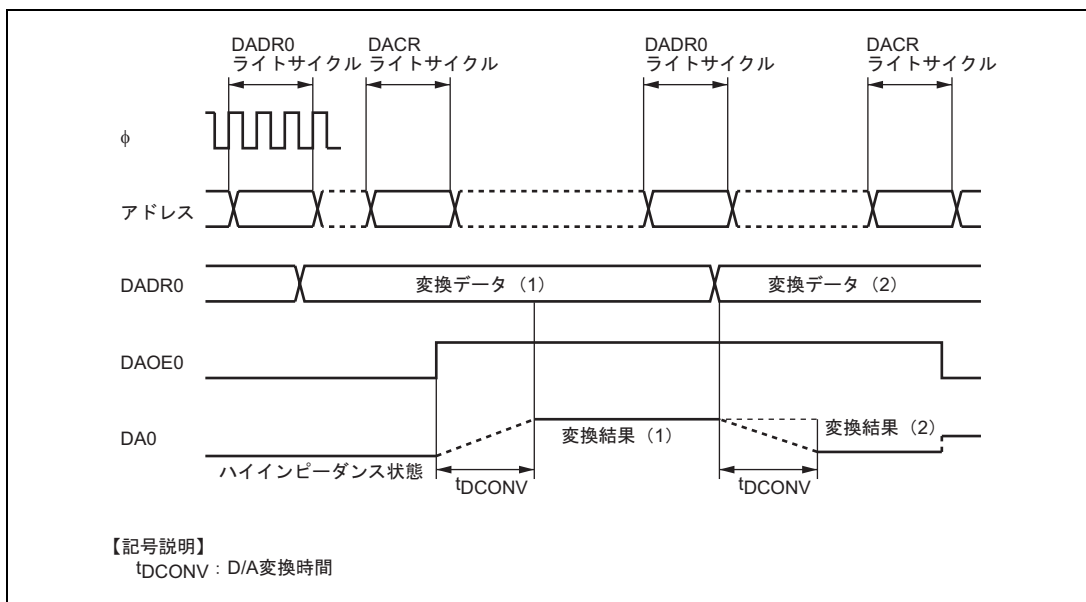 DADR0
ライトサイクル
DACR
ライトサイクル
DADR0
ライトサイクル
DACR
ライトサイクル
φ
アドレス
DADR0
変換データ（1）
変換データ（2）
DAOE0
DA0
変換結果（1）
変換結果（2）
ハイインピーダンス状態
tDCONV
tDCONV
【記号説明】
tDCONV：D/A変換時間